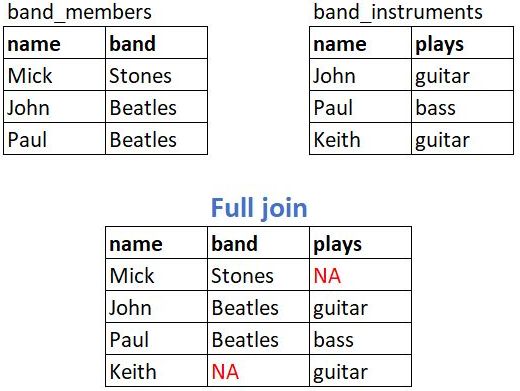 band_members band_instruments
name band name plays
Mick Stones John guitar
John Beatles Paul bass
Paul Beatles Keith guitar
Full join
name band plays
Mick Stones NA
John Beatles guitar
Paul Beatles bass
Keith NA guitar